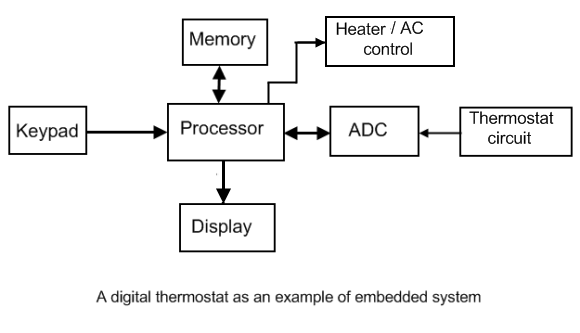 Memory
Heater / AC
control
Keypad
Processor
ADC
Thermostat
circuit
Display
A digital thermostat as an example of embedded system